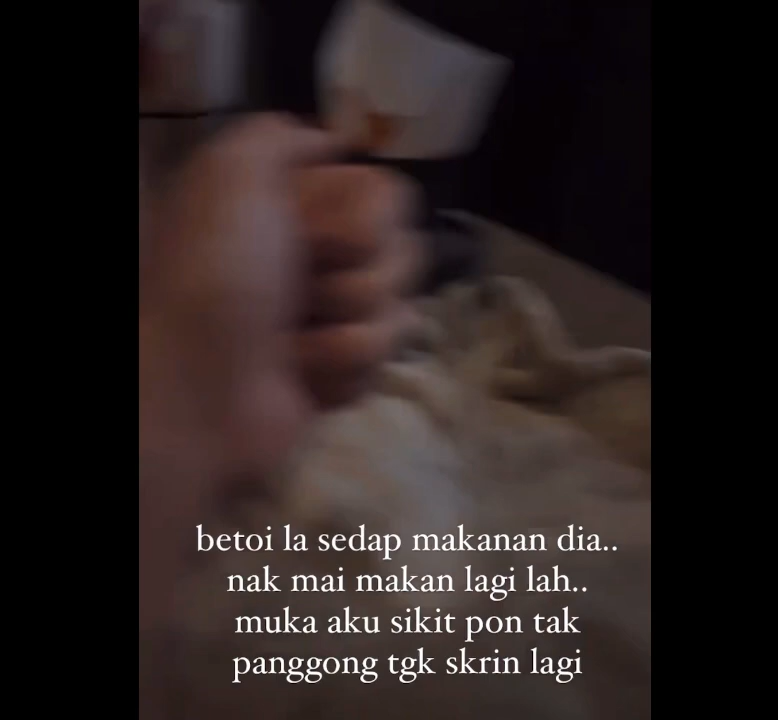 betoi la sedap makanan dia..
nak mai makan lagi lah..
muka aku sikit pon tak
panggong tgk skrin lagi